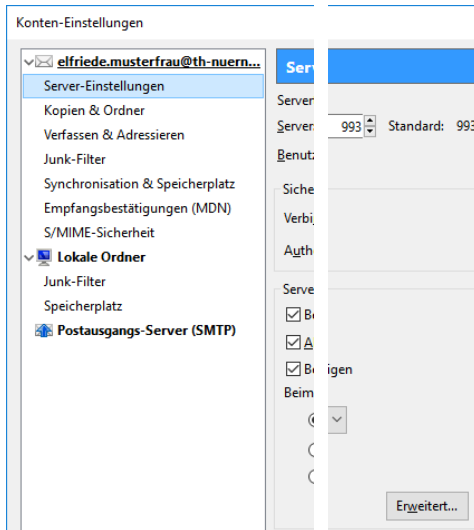 Konten-Einstellungen
elfriede.musterfrau@th-nuern...
Server-Einstellungen
Kopien & Ordner
Verfassen & Adressieren
Junk-Filter
Synchronisation & Speicherplatz
Empfangsbestätigungen (MDN)
S/MIME-Sicherheit
Lokale Ordner
Junk-Filter
Speicherplatz
Postausgangs-Server (SMTP)
Ser
Server
Server 993 Standard: 993
Benut
Siche
Verbi
Auth
Serve
Be
A
Be igen
Beim
Erweitert...